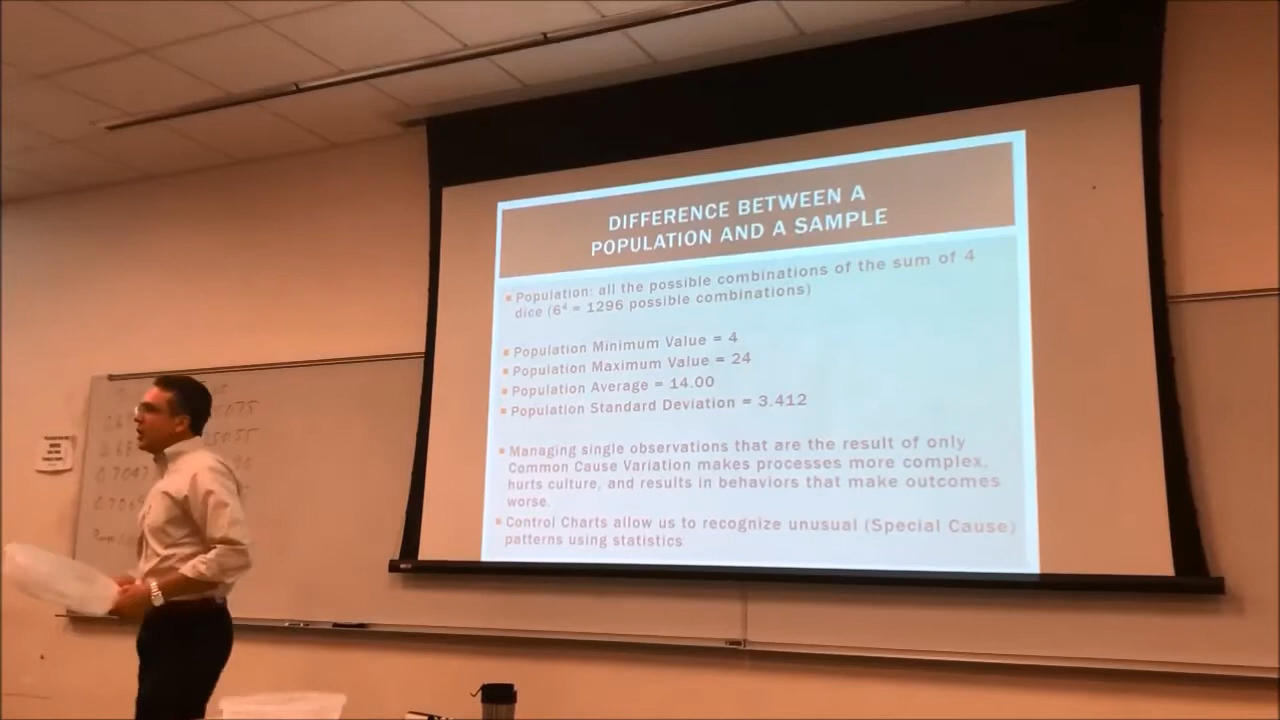 DIFFERENCE BETWEEN A
POPULATION AND A SAMPLE
▪ Population: all the possible combinations of the sum of 4
dice (6⁴ = 1296 possible combinations)
▪ Population Minimum Value = 4
▪ Population Maximum Value = 24
▪ Population Average = 14.00
▪ Population Standard Deviation = 3.412
▪ Managing single observations that are the result of only
Common Cause Variation makes processes more complex,
hurts culture, and results in behaviors that make outcomes
worse.
▪ Control Charts allow us to recognize unusual (Special Cause)
patterns using statistics